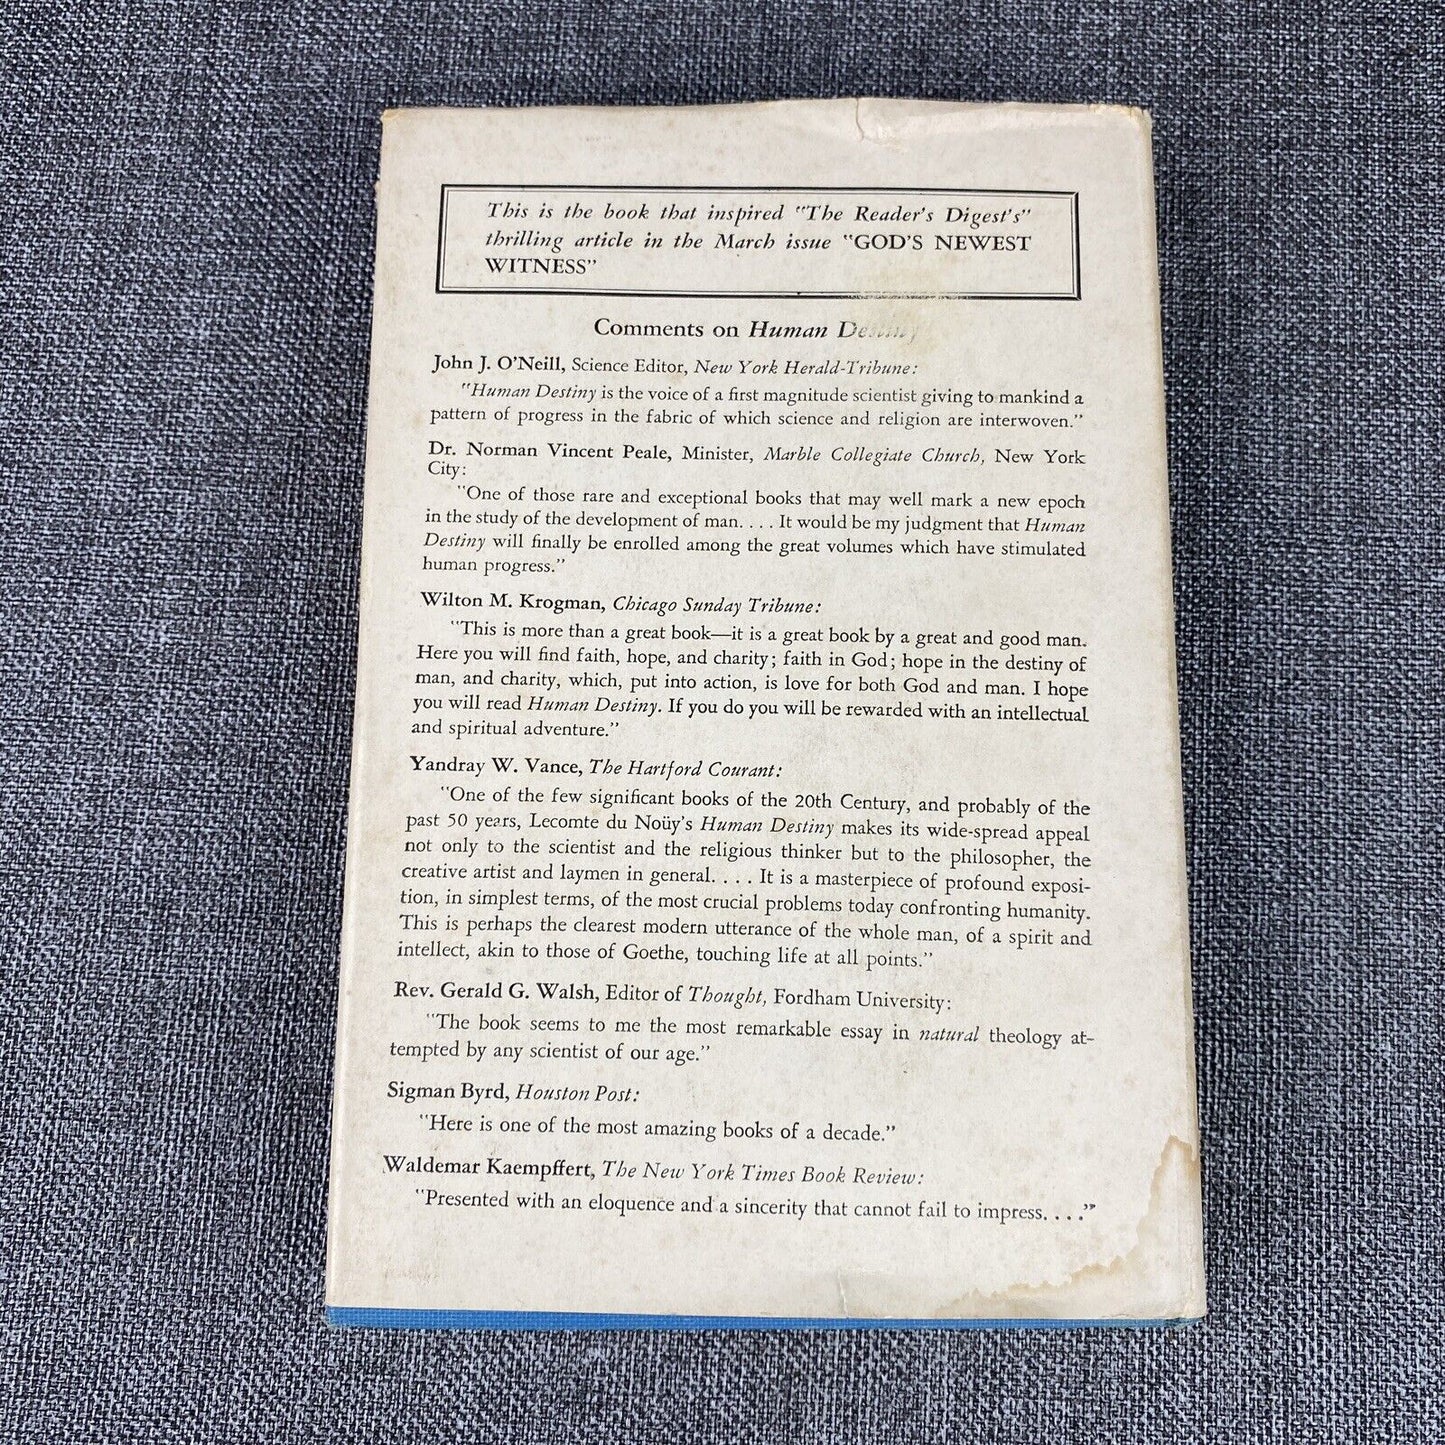 This is the book that inspired "The Reader's Digest's"
thrilling article in the March issue "GOD'S NEWEST
WITNESS"
Comments on Human Destiny
John J. O'Neill, Science Editor, New York Herald-Tribune:
"Human Destiny is the voice of a first magnitude scientist giving to mankind a
pattern of progress in the fabric of which science and religion are interwoven."
Dr. Norman Vincent Peale, Minister, Marble Collegiate Church, New York
City:
"One of those rare and exceptional books that may well mark a new epoch
in the study of the development of man. . . . It would be my judgment that Human
Destiny will finally be enrolled among the great volumes which have stimulated
human progress."
Wilton M. Krogman, Chicago Sunday Tribune:
"This is more than a great book—it is a great book by a great and good man.
Here you will find faith, hope, and charity; faith in God; hope in the destiny of
man, and charity, which, put into action, is love for both God and man. I hope
you will read Human Destiny. If you do you will be rewarded with an intellectual
and spiritual adventure."
Yandray W. Vance, The Hartford Courant:
"One of the few significant books of the 20th Century, and probably of the
past 50 years, Lecomte du Noüy's Human Destiny makes its wide-spread appeal
not only to the scientist and the religious thinker but to the philosopher, the
creative artist and laymen in general. . . . It is a masterpiece of profound exposi-
tion, in simplest terms, of the most crucial problems today confronting humanity.
This is perhaps the clearest modern utterance of the whole man, of a spirit and
intellect, akin to those of Goethe, touching life at all points."
Rev. Gerald G. Walsh, Editor of Thought, Fordham University:
"The book seems to me the most remarkable essay in natural theology at-
tempted by any scientist of our age."
Sigman Byrd, Houston Post:
"Here is one of the most amazing books of a decade."
Waldemar Kaempffert, The New York Times Book Review:
"Presented with an eloquence and a sincerity that cannot fail to impress. . . ."